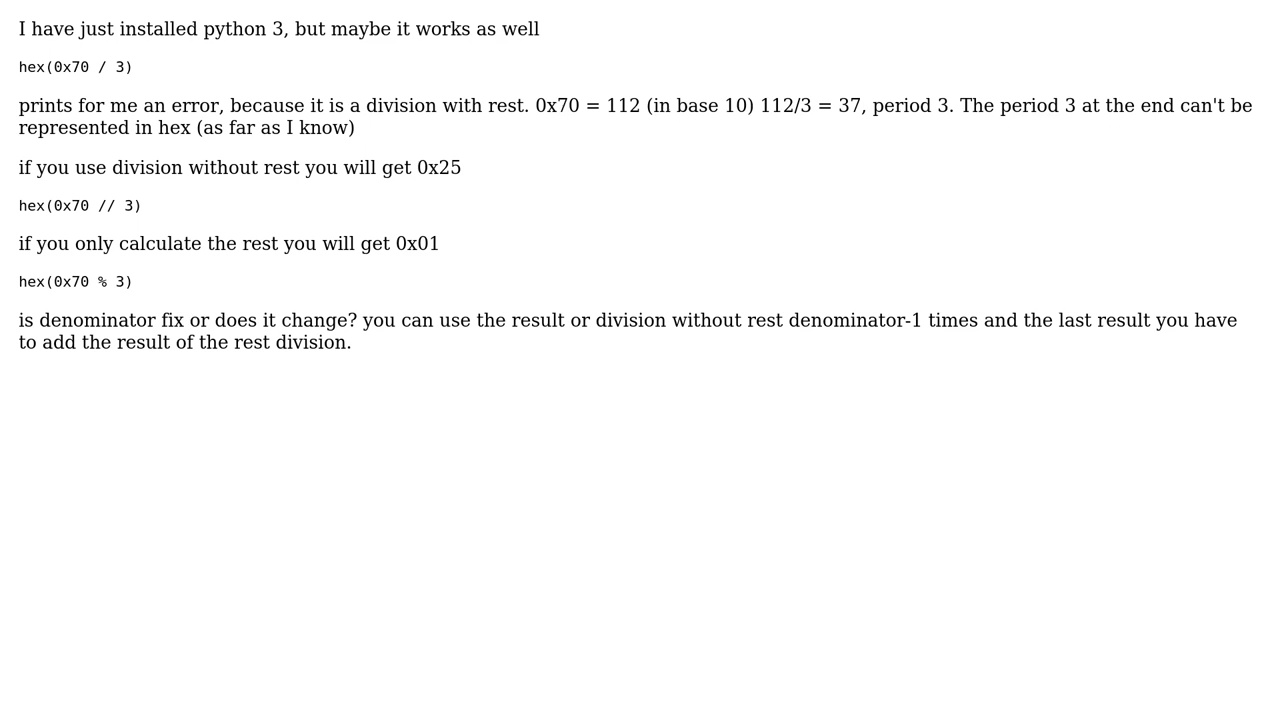 I have just installed python 3, but maybe it works as well
hex(0x70 / 3)
prints for me an error, because it is a division with rest. 0x70 = 112 (in base 10) 112/3 = 37, period 3. The period 3 at the end can't be
represented in hex (as far as I know)
if you use division without rest you will get 0x25
hex(0x70 // 3)
if you only calculate the rest you will get 0x01
hex(0x70 % 3)
is denominator fix or does it change? you can use the result or division without rest denominator-1 times and the last result you have
to add the result of the rest division.